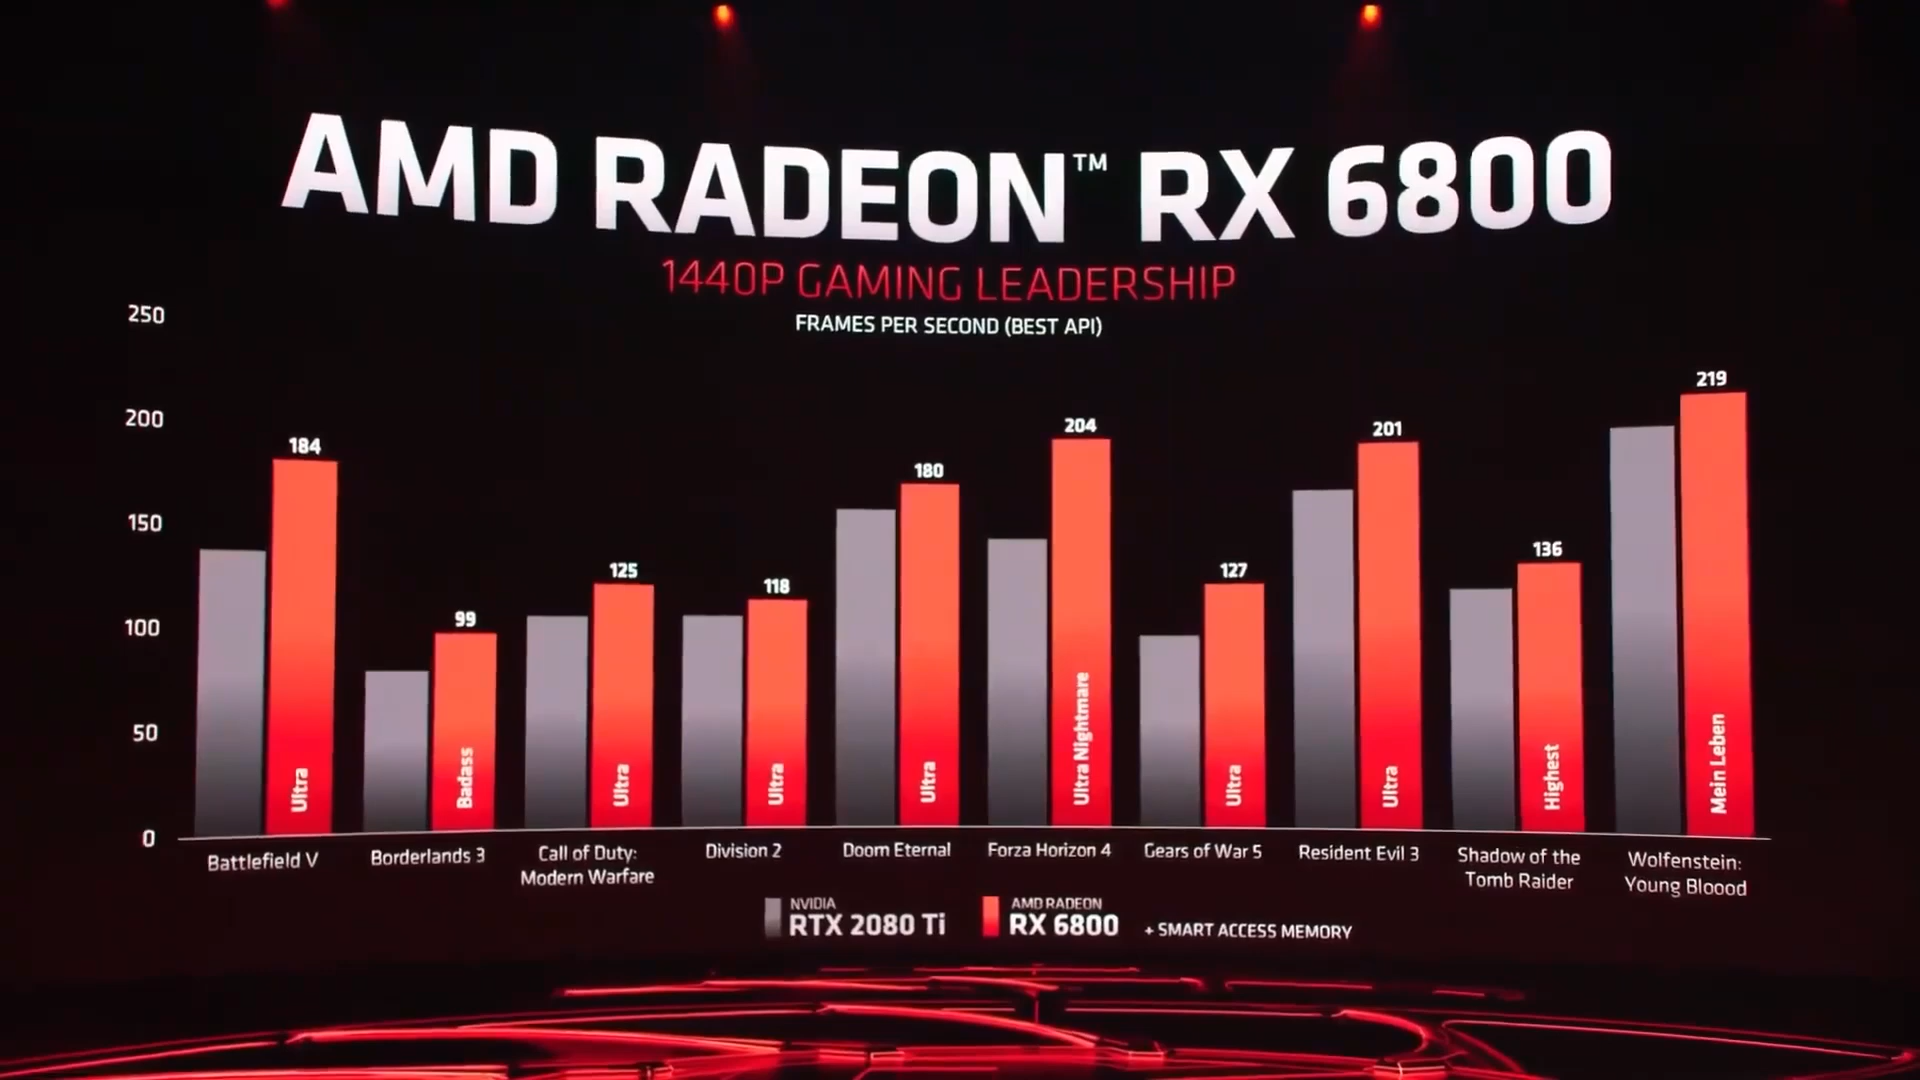 AMD RADEON™ RX 6800
1440P GAMING LEADERSHIP
FRAMES PER SECOND (BEST API)
250
200
150
100
50
0
184
99
125
118
180
204
127
201
136
219
Ultra
Badass
Ultra
Ultra
Ultra
Ultra Nightmare
Ultra
Ultra
Highest
Mein Leben
Battlefield V
Borderlands 3
Call of Duty:
Modern Warfare
Division 2
Doom Eternal
Forza Horizon 4
Gears of War 5
Resident Evil 3
Shadow of the
Tomb Raider
Wolfenstein:
Young Bloood
NVIDIA
RTX 2080 Ti
AMD RADEON
RX 6800
+ SMART ACCESS MEMORY